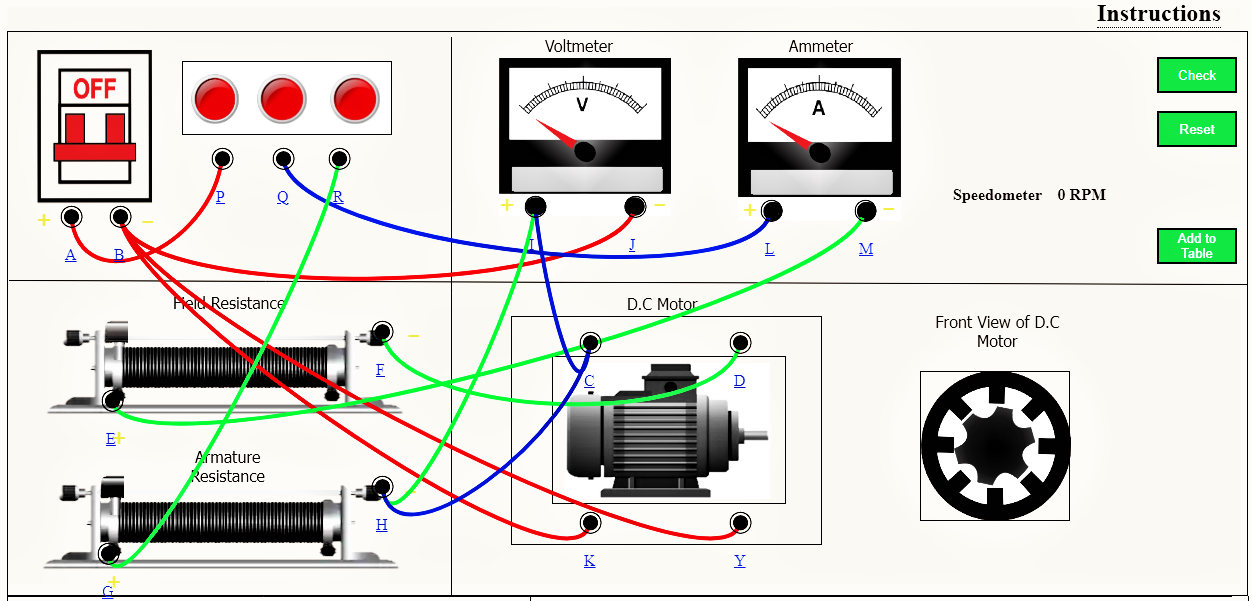 Instructions
Voltmeter
Ammeter
OFF
V
A
Check
Reset
P
Q
R
Speedometer 0 RPM
+
−
+
−
+
−
A
B
I
J
L
M
Add to
Table
Field Resistance
D.C Motor
Front View of D.C
Motor
−
F
C
D
E
+
Armature
Resistance
H
K
Y
+
G